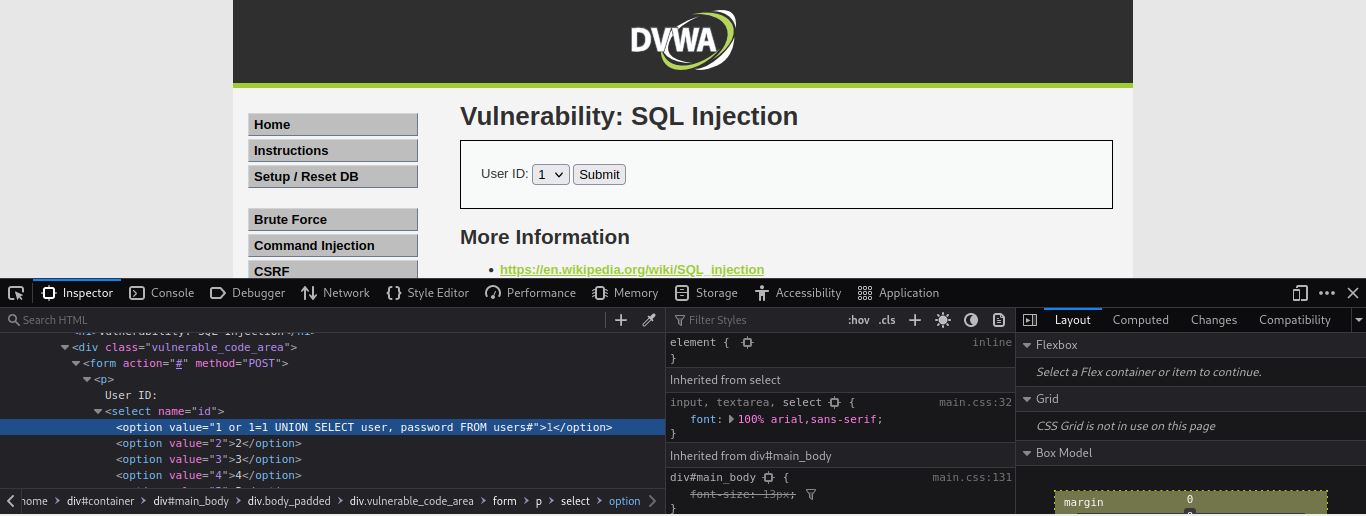 DVWA
Vulnerability: SQL Injection
Home
Instructions
Setup / Reset DB
Brute Force
Command Injection
CSRF
User ID: 1 Submit
More Information
• https://en.wikipedia.org/wiki/SQL_injection
Inspector Console Debugger Network Style Editor Performance Memory Storage Accessibility Application
Search HTML
<h1>Vulnerability: SQL Injection</h1>
<div class="vulnerable_code_area">
<form action="#" method="POST">
<p>
User ID:
<select name="id">
<option value="1 or 1=1 UNION SELECT user, password FROM users#">1</option>
<option value="2">2</option>
<option value="3">3</option>
<option value="4">4</option>
home > div#container > div#main_body > div.body_padded > div.vulnerable_code_area > form > p > select > option
Filter Styles :hov .cls
element { inline
}
Inherited from select
input, textarea, select { main.css:32
font: 100% arial,sans-serif;
}
Inherited from div#main_body
div#main_body { main.css:131
font-size: 13px;
}
Layout Computed Changes Compatibility
Flexbox
Select a Flex container or item to continue.
Grid
CSS Grid is not in use on this page
Box Model
margin 0